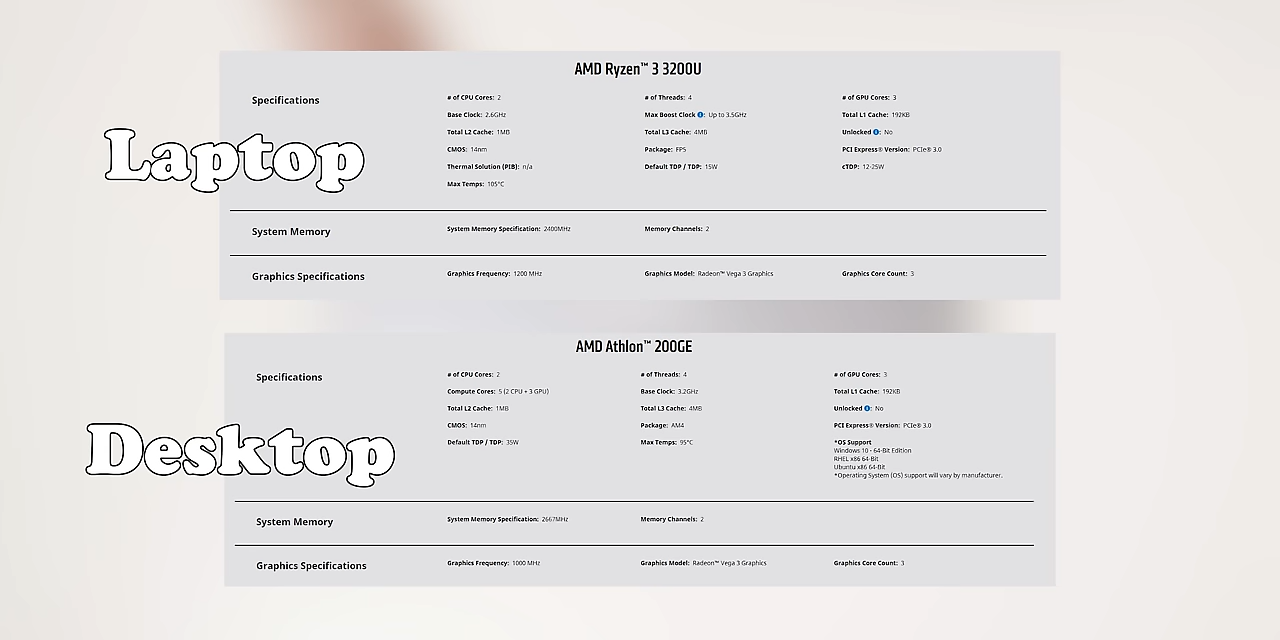 AMD Ryzen™ 3 3200U
Specifications
# of CPU Cores: 2
# of Threads: 4
# of GPU Cores: 3
Base Clock: 2.6GHz
Max Boost Clock : Up to 3.5GHz
Total L1 Cache: 192KB
Total L2 Cache: 1MB
Total L3 Cache: 4MB
Unlocked : No
CMOS: 14nm
Package: FP5
PCI Express® Version: PCIe® 3.0
Thermal Solution (PIB): n/a
Default TDP / TDP: 15W
cTDP: 12-25W
Max Temps: 105°C
Laptop
System Memory
System Memory Specification: 2400MHz
Memory Channels: 2
Graphics Specifications
Graphics Frequency: 1200 MHz
Graphics Model: Radeon™ Vega 3 Graphics
Graphics Core Count: 3
AMD Athlon™ 200GE
Specifications
# of CPU Cores: 2
# of Threads: 4
# of GPU Cores: 3
Compute Cores: 5 (2 CPU + 3 GPU)
Base Clock: 3.2GHz
Total L1 Cache: 192KB
Total L2 Cache: 1MB
Total L3 Cache: 4MB
Unlocked : No
CMOS: 14nm
Package: AM4
PCI Express® Version: PCIe® 3.0
Default TDP / TDP: 35W
Max Temps: 95°C
*OS Support
Windows 10 - 64-Bit Edition
RHEL x86 64-Bit
Ubuntu x86 64-Bit
*Operating System (OS) support will vary by manufacturer.
Desktop
System Memory
System Memory Specification: 2667MHz
Memory Channels: 2
Graphics Specifications
Graphics Frequency: 1000 MHz
Graphics Model: Radeon™ Vega 3 Graphics
Graphics Core Count: 3